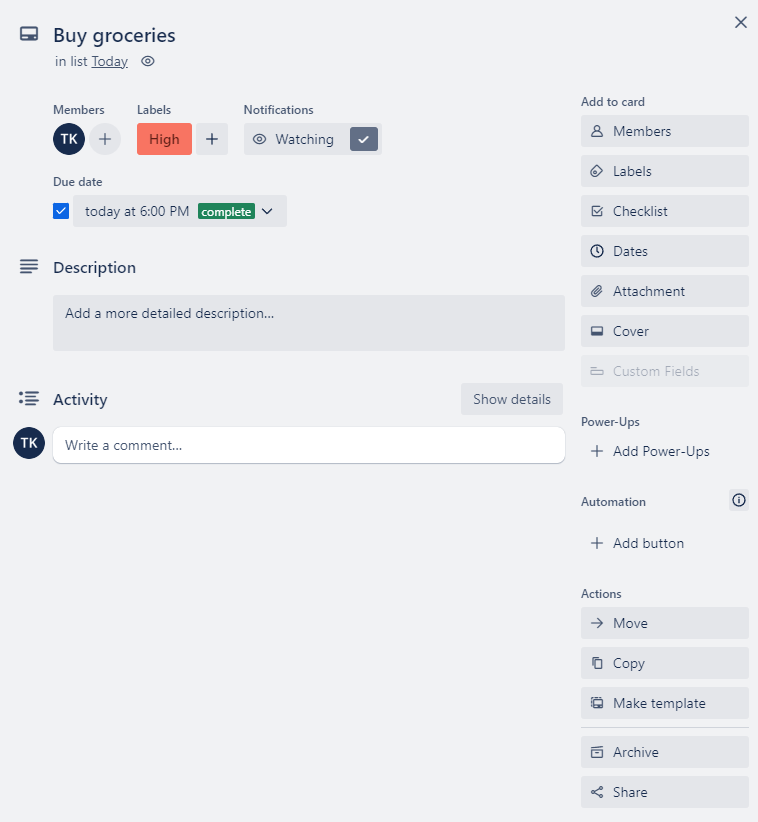 Buy groceries
in list Today
Members
Labels
Notifications
TK
High
Watching
Due date
today at 6:00 PM complete
Description
Add a more detailed description...
Activity
Show details
TK
Write a comment...
Add to card
Members
Labels
Checklist
Dates
Attachment
Cover
Custom Fields
Power-Ups
Add Power-Ups
Automation
Add button
Actions
Move
Copy
Make template
Archive
Share